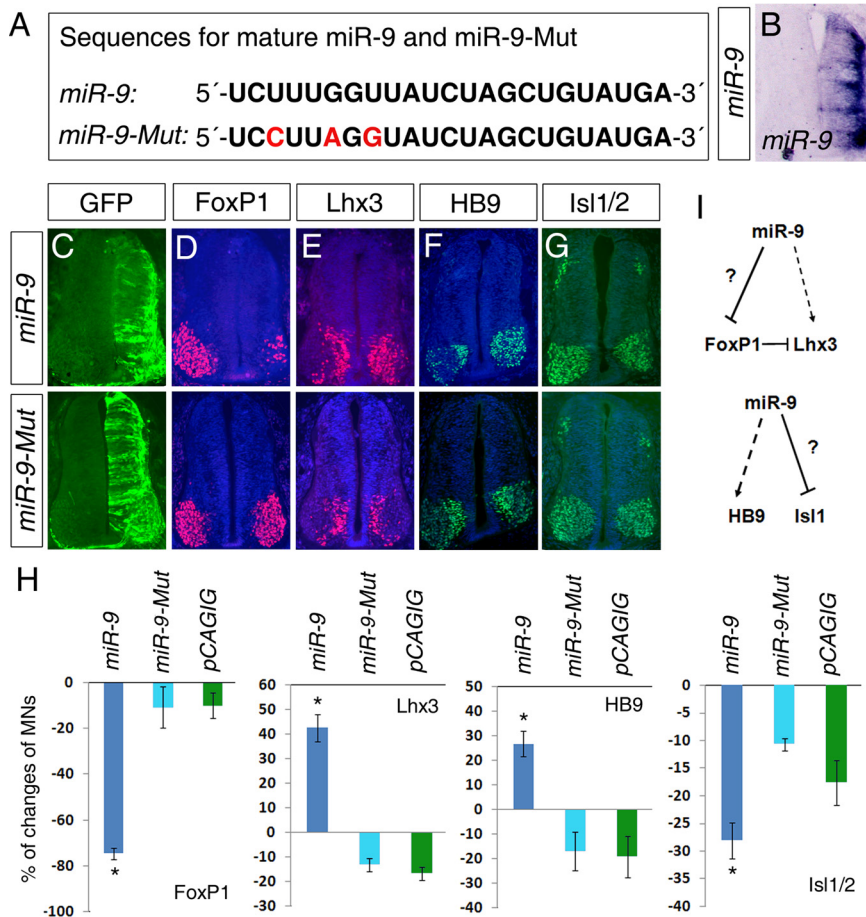 A
Sequences for mature miR-9 and miR-9-Mut
miR-9: 5´-UCUUUGGUUAUCUAGCUGUAUGA-3´
miR-9-Mut: 5´-UCCUUAGGUAUCUAGCUGUAUGA-3´
B
miR-9
miR-9
GFP FoxP1 Lhx3 HB9 Isl1/2
miR-9
C D E F G
miR-9-Mut
I
miR-9
?
FoxP1 Lhx3
miR-9
?
HB9 Isl1
H
% of changes of MNs
miR-9 miR-9-Mut pCAGIG
0
-20
-40
-60
-80
-100
*
FoxP1
miR-9 miR-9-Mut pCAGIG
60
50
40
30
20
10
0
-10
-20
-30
*
Lhx3
miR-9 miR-9-Mut pCAGIG
50
40
30
20
10
0
-10
-20
-30
-40
*
HB9
miR-9 miR-9-Mut pCAGIG
0
-5
-10
-15
-20
-25
-30
-35
-40
*
Isl1/2